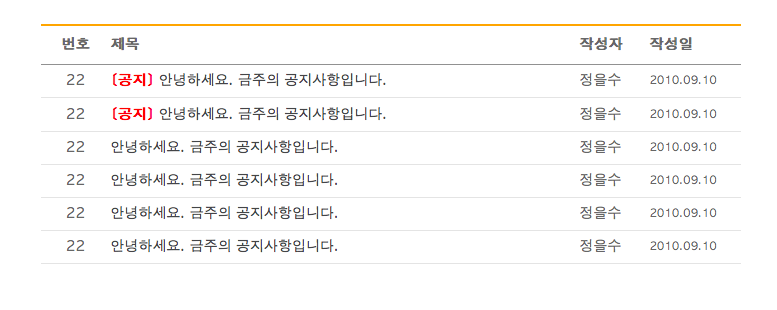 번호 제목 작성자 작성일
22 [공지] 안녕하세요. 금주의 공지사항입니다. 정을수 2010.09.10
22 [공지] 안녕하세요. 금주의 공지사항입니다. 정을수 2010.09.10
22 안녕하세요. 금주의 공지사항입니다. 정을수 2010.09.10
22 안녕하세요. 금주의 공지사항입니다. 정을수 2010.09.10
22 안녕하세요. 금주의 공지사항입니다. 정을수 2010.09.10
22 안녕하세요. 금주의 공지사항입니다. 정을수 2010.09.10